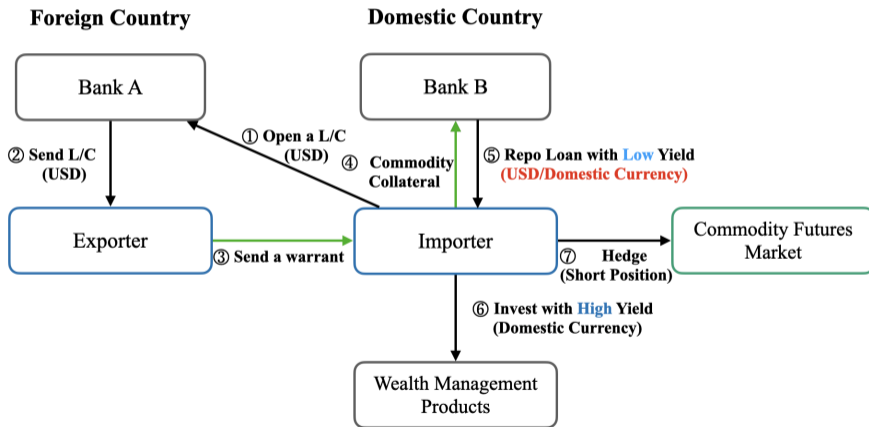 Foreign Country
Domestic Country
Bank A
Bank B
① Open a L/C
(USD)
② Send L/C
(USD)
④ Commodity
Collateral
⑤ Repo Loan with Low Yield
(USD/Domestic Currency)
Exporter
Importer
Commodity Futures
Market
③ Send a warrant
⑦ Hedge
(Short Position)
⑥ Invest with High Yield
(Domestic Currency)
Wealth Management
Products